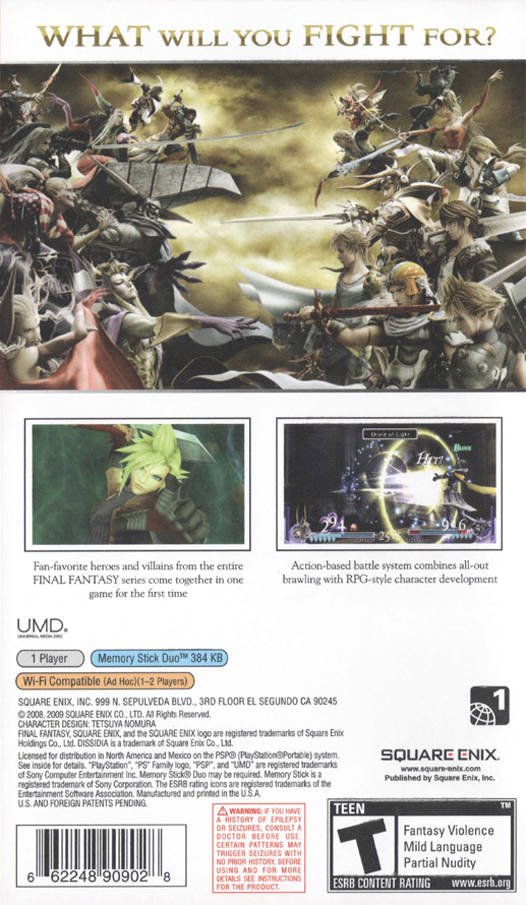 WHAT WILL YOU FIGHT FOR?
Shield of Light
HIT!
BRAVE
294
946
Fan-favorite heroes and villains from the entire
FINAL FANTASY series come together in one
game for the first time
Action-based battle system combines all-out
brawling with RPG-style character development
UMD®
UNIVERSAL MEDIA DISC
1 Player
Memory Stick Duo™ 384 KB
Wi-Fi Compatible (Ad Hoc)(1–2 Players)
SQUARE ENIX, INC. 999 N. SEPULVEDA BLVD., 3RD FLOOR EL SEGUNDO CA 90245
© 2008, 2009 SQUARE ENIX CO., LTD. All Rights Reserved.
CHARACTER DESIGN: TETSUYA NOMURA
FINAL FANTASY, SQUARE ENIX, and the SQUARE ENIX logo are registered trademarks of Square Enix
Holdings Co., Ltd. DISSIDIA is a trademark of Square Enix Co., Ltd.
Licensed for distribution in North America and Mexico on the PSP® (PlayStation®Portable) system.
See inside for details. "PlayStation", "PS" Family logo, "PSP", and "UMD" are registered trademarks
of Sony Computer Entertainment Inc. Memory Stick® Duo may be required. Memory Stick is a
registered trademark of Sony Corporation. The ESRB rating icons are registered trademarks of the
Entertainment Software Association. Manufactured and printed in the U.S.A.
U.S. AND FOREIGN PATENTS PENDING.
1
SQUARE ENIX.
www.square-enix.com
Published by Square Enix, Inc.
6 62248 90902 8
WARNING: IF YOU HAVE
A HISTORY OF EPILEPSY
OR SEIZURES, CONSULT A
DOCTOR BEFORE USE.
CERTAIN PATTERNS MAY
TRIGGER SEIZURES WITH
NO PRIOR HISTORY. BEFORE
USING AND FOR MORE
DETAILS SEE INSTRUCTIONS
FOR THE PRODUCT.
TEEN
T
™
Fantasy Violence
Mild Language
Partial Nudity
ESRB CONTENT RATING www.esrb.org